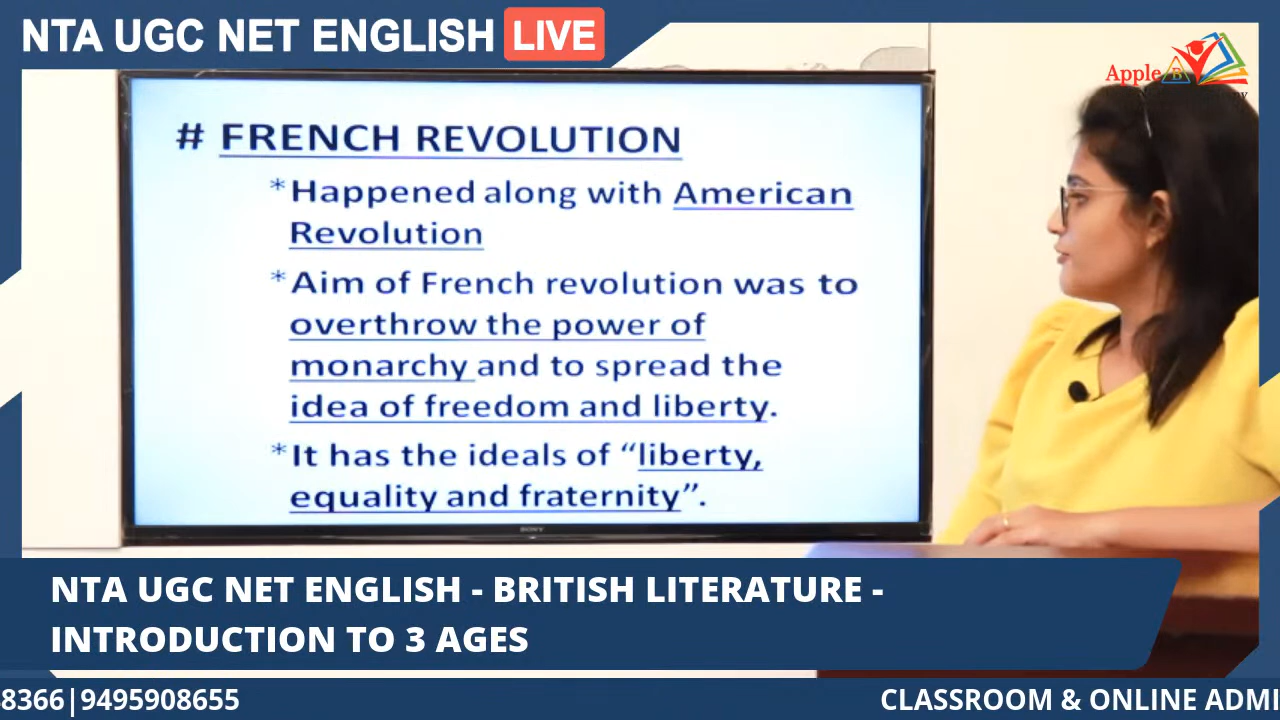 NTA UGC NET ENGLISH LIVE
Apple B
# FRENCH REVOLUTION
*Happened along with American
Revolution
*Aim of French revolution was to
overthrow the power of
monarchy and to spread the
idea of freedom and liberty.
*It has the ideals of “liberty,
equality and fraternity”.
SONY
NTA UGC NET ENGLISH - BRITISH LITERATURE -
INTRODUCTION TO 3 AGES
8366|9495908655
CLASSROOM & ONLINE ADMI